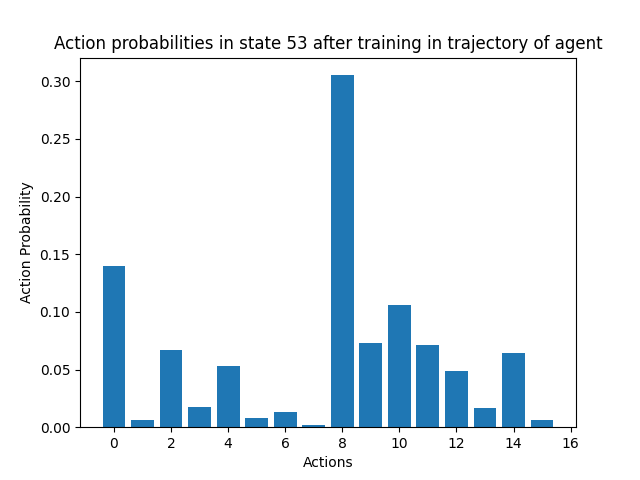 Action probabilities in state 53 after training in trajectory of agent
0.30
0.25
0.20
0.15
0.10
0.05
0.00
Action Probability
0 2 4 6 8 10 12 14 16
Actions